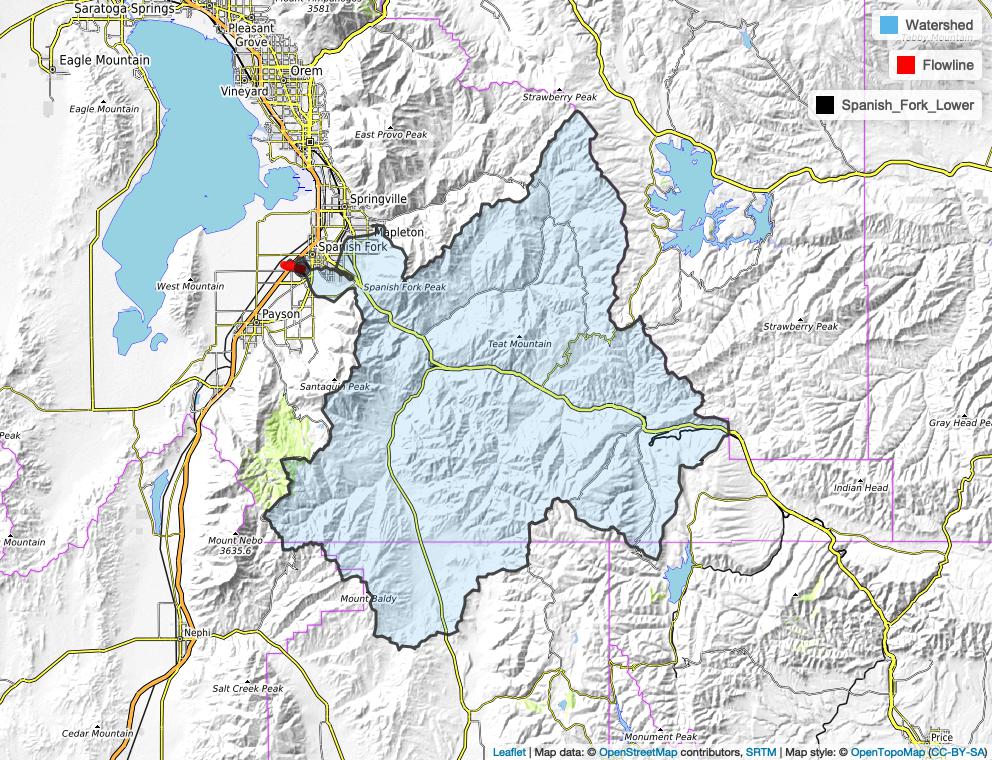 Mount Timpanogos
3581
Saratoga Springs
Pleasant
Grove
Watershed
Tabby Mountain
Eagle Mountain
Orem
Flowline
Vineyard
Strawberry Peak
Spanish_Fork_Lower
Eagle Mountain
East Provo Peak
Springville
Mapleton
Spanish Fork
West Mountain
Spanish Fork Peak
Payson
Strawberry Peak
Teat Mountain
Santaquin Peak
Gray Head Pea
Peak
Indian Head
Mountain
Mount Nebo
3635.6
Mount Baldy
Nephi
Salt Creek Peak
Cedar Mountain
Monument Peak
Price
Leaflet | Map data: © OpenStreetMap contributors, SRTM | Map style: © OpenTopoMap (CC-BY-SA)